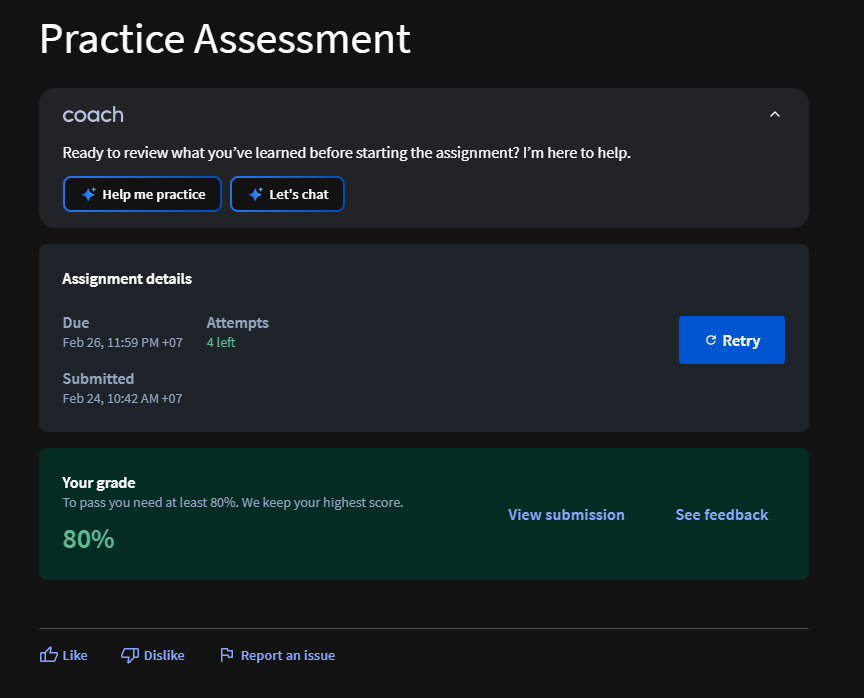 Practice Assessment
coach
Ready to review what you’ve learned before starting the assignment? I’m here to help.
Help me practice
Let's chat
Assignment details
Due
Attempts
Feb 26, 11:59 PM +07
4 left
Retry
Submitted
Feb 24, 10:42 AM +07
Your grade
To pass you need at least 80%. We keep your highest score.
View submission
See feedback
80%
Like
Dislike
Report an issue